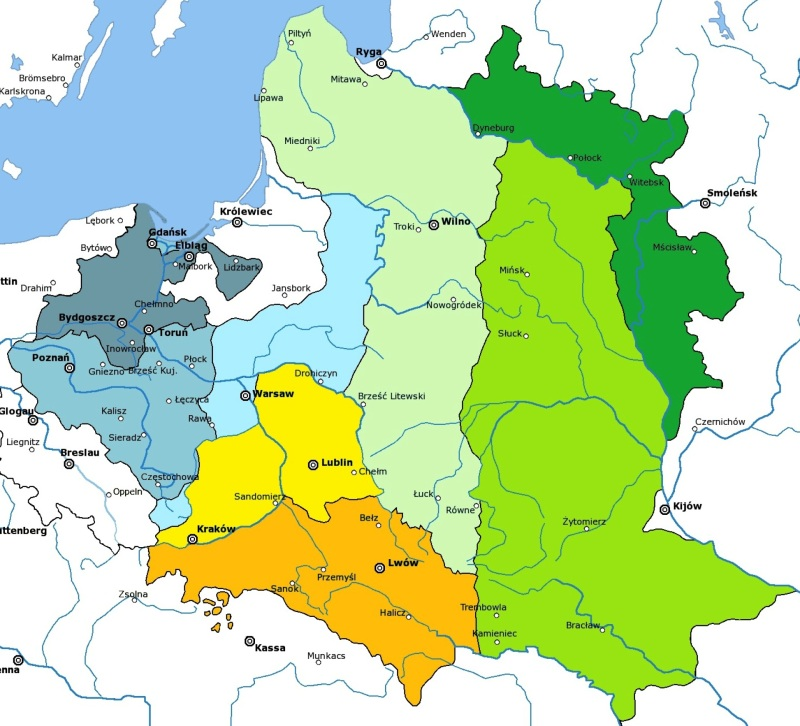 Piltyń
Wenden
Ryga
Kalmar
Mitawa
Brömsebro
Karlskrona
Lipawa
Dyneburg
Miedniki
Połock
Witebsk
Smoleńsk
Królewiec
Lębork
Wilno
Troki
Gdańsk
Elbląg
Bytów
Mścisław
Malbork
Lidzbark
Mińsk
ttin
Drahim
Jansbork
Chełmno
Nowogródek
Bydgoszcz
Toruń
Słuck
Inowrocław
Poznań
Płock
Gniezno
Brześć Kuj.
Drohiczyn
Warsaw
Brześć Litewski
Łęczyca
Glogau
Kalisz
Rawa
Czernichów
Sieradz
Liegnitz
Breslau
Lublin
Chełm
Częstochowa
Oppeln
Sandomierz
Łuck
Równe
Kijów
Bełz
Żytomierz
uttenberg
Kraków
Lwów
Przemyśl
Sanok
Zsolna
Trembowla
Halicz
Bracław
Kamieniec
Kassa
Munkacs
enna